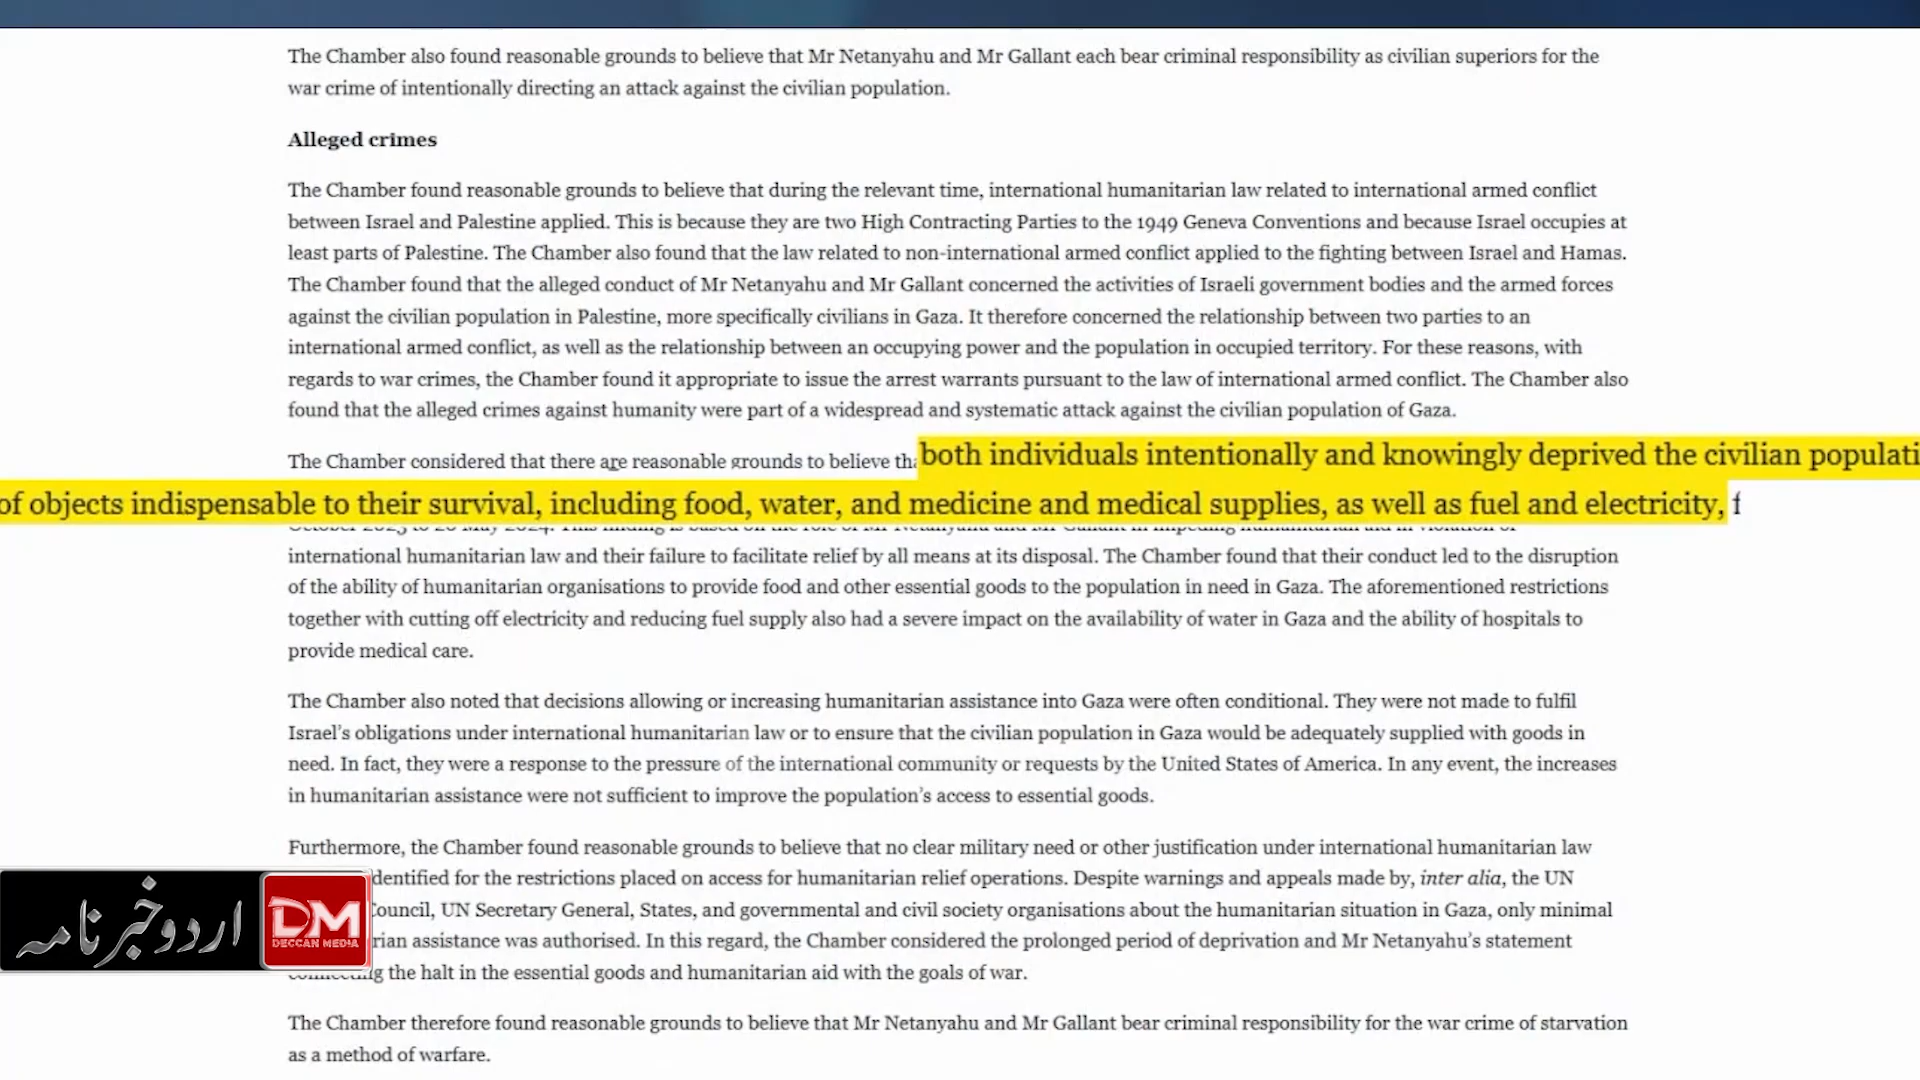 The Chamber also found reasonable grounds to believe that Mr Netanyahu and Mr Gallant each bear criminal responsibility as civilian superiors for the
war crime of intentionally directing an attack against the civilian population.
Alleged crimes
The Chamber found reasonable grounds to believe that during the relevant time, international humanitarian law related to international armed conflict
between Israel and Palestine applied. This is because they are two High Contracting Parties to the 1949 Geneva Conventions and because Israel occupies at
least parts of Palestine. The Chamber also found that the law related to non-international armed conflict applied to the fighting between Israel and Hamas.
The Chamber found that the alleged conduct of Mr Netanyahu and Mr Gallant concerned the activities of Israeli government bodies and the armed forces
against the civilian population in Palestine, more specifically civilians in Gaza. It therefore concerned the relationship between two parties to an
international armed conflict, as well as the relationship between an occupying power and the population in occupied territory. For these reasons, with
regards to war crimes, the Chamber found it appropriate to issue the arrest warrants pursuant to the law of international armed conflict. The Chamber also
found that the alleged crimes against humanity were part of a widespread and systematic attack against the civilian population of Gaza.
The Chamber considered that there are reasonable grounds to believe tha both individuals intentionally and knowingly deprived the civilian populati
of objects indispensable to their survival, including food, water, and medicine and medical supplies, as well as fuel and electricity, f
October 2023 to 20 May 2024. This finding is based on the role of Mr Netanyahu and Mr Gallant in impeding humanitarian aid in violation of
international humanitarian law and their failure to facilitate relief by all means at its disposal. The Chamber found that their conduct led to the disruption
of the ability of humanitarian organisations to provide food and other essential goods to the population in need in Gaza. The aforementioned restrictions
together with cutting off electricity and reducing fuel supply also had a severe impact on the availability of water in Gaza and the ability of hospitals to
provide medical care.
The Chamber also noted that decisions allowing or increasing humanitarian assistance into Gaza were often conditional. They were not made to fulfil
Israel's obligations under international humanitarian law or to ensure that the civilian population in Gaza would be adequately supplied with goods in
need. In fact, they were a response to the pressure of the international community or requests by the United States of America. In any event, the increases
in humanitarian assistance were not sufficient to improve the population's access to essential goods.
Furthermore, the Chamber found reasonable grounds to believe that no clear military need or other justification under international humanitarian law
dentified for the restrictions placed on access for humanitarian relief operations. Despite warnings and appeals made by, inter alia, the UN
Council, UN Secretary General, States, and governmental and civil society organisations about the humanitarian situation in Gaza, only minimal
rian assistance was authorised. In this regard, the Chamber considered the prolonged period of deprivation and Mr Netanyahu's statement
the halt in the essential goods and humanitarian aid with the goals of war.
The Chamber therefore found reasonable grounds to believe that Mr Netanyahu and Mr Gallant bear criminal responsibility for the war crime of starvation
as a method of warfare.
اردو خبرنامہ
DM
DECCAN MEDIA